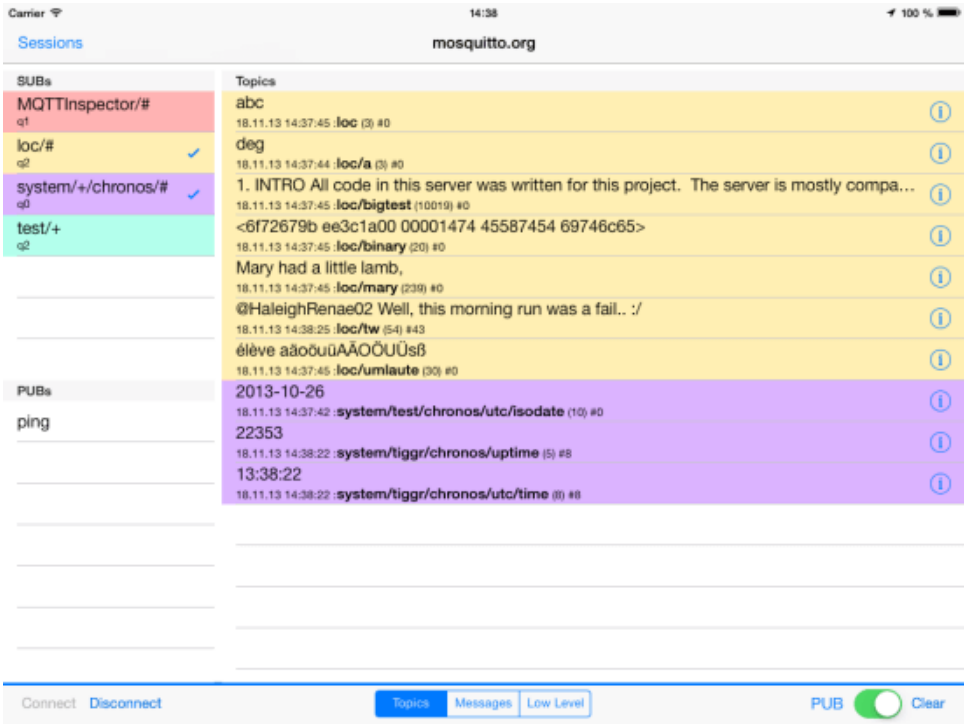 Carrier 14:38 100 %
Sessions mosquitto.org
SUBs
MQTTInspector/#
q1
loc/#
q2
system/+/chronos/#
q0
test/+
q2
PUBs
ping
Topics
abc
18.11.13 14:37:45 :loc (3) #0
deg
18.11.13 14:37:44 :loc/a (3) #0
1. INTRO All code in this server was written for this project. The server is mostly compa...
18.11.13 14:37:45 :loc/bigtest (10019) #0
<6f72679b ee3c1a00 00001474 45587454 69746c65>
18.11.13 14:37:45 :loc/binary (20) #0
Mary had a little lamb,
18.11.13 14:37:45 :loc/mary (239) #0
@HaleighRenae02 Well, this morning run was a fail.. :/
18.11.13 14:38:25 :loc/tw (54) #43
élève aäoöuüAÄOÖUÜsß
18.11.13 14:37:45 :loc/umlaute (30) #0
2013-10-26
18.11.13 14:37:42 :system/test/chronos/utc/isodate (10) #0
22353
18.11.13 14:38:22 :system/tiggr/chronos/uptime (5) #8
13:38:22
18.11.13 14:38:22 :system/tiggr/chronos/utc/time (8) #8
Connect Disconnect Topics Messages Low Level PUB Clear